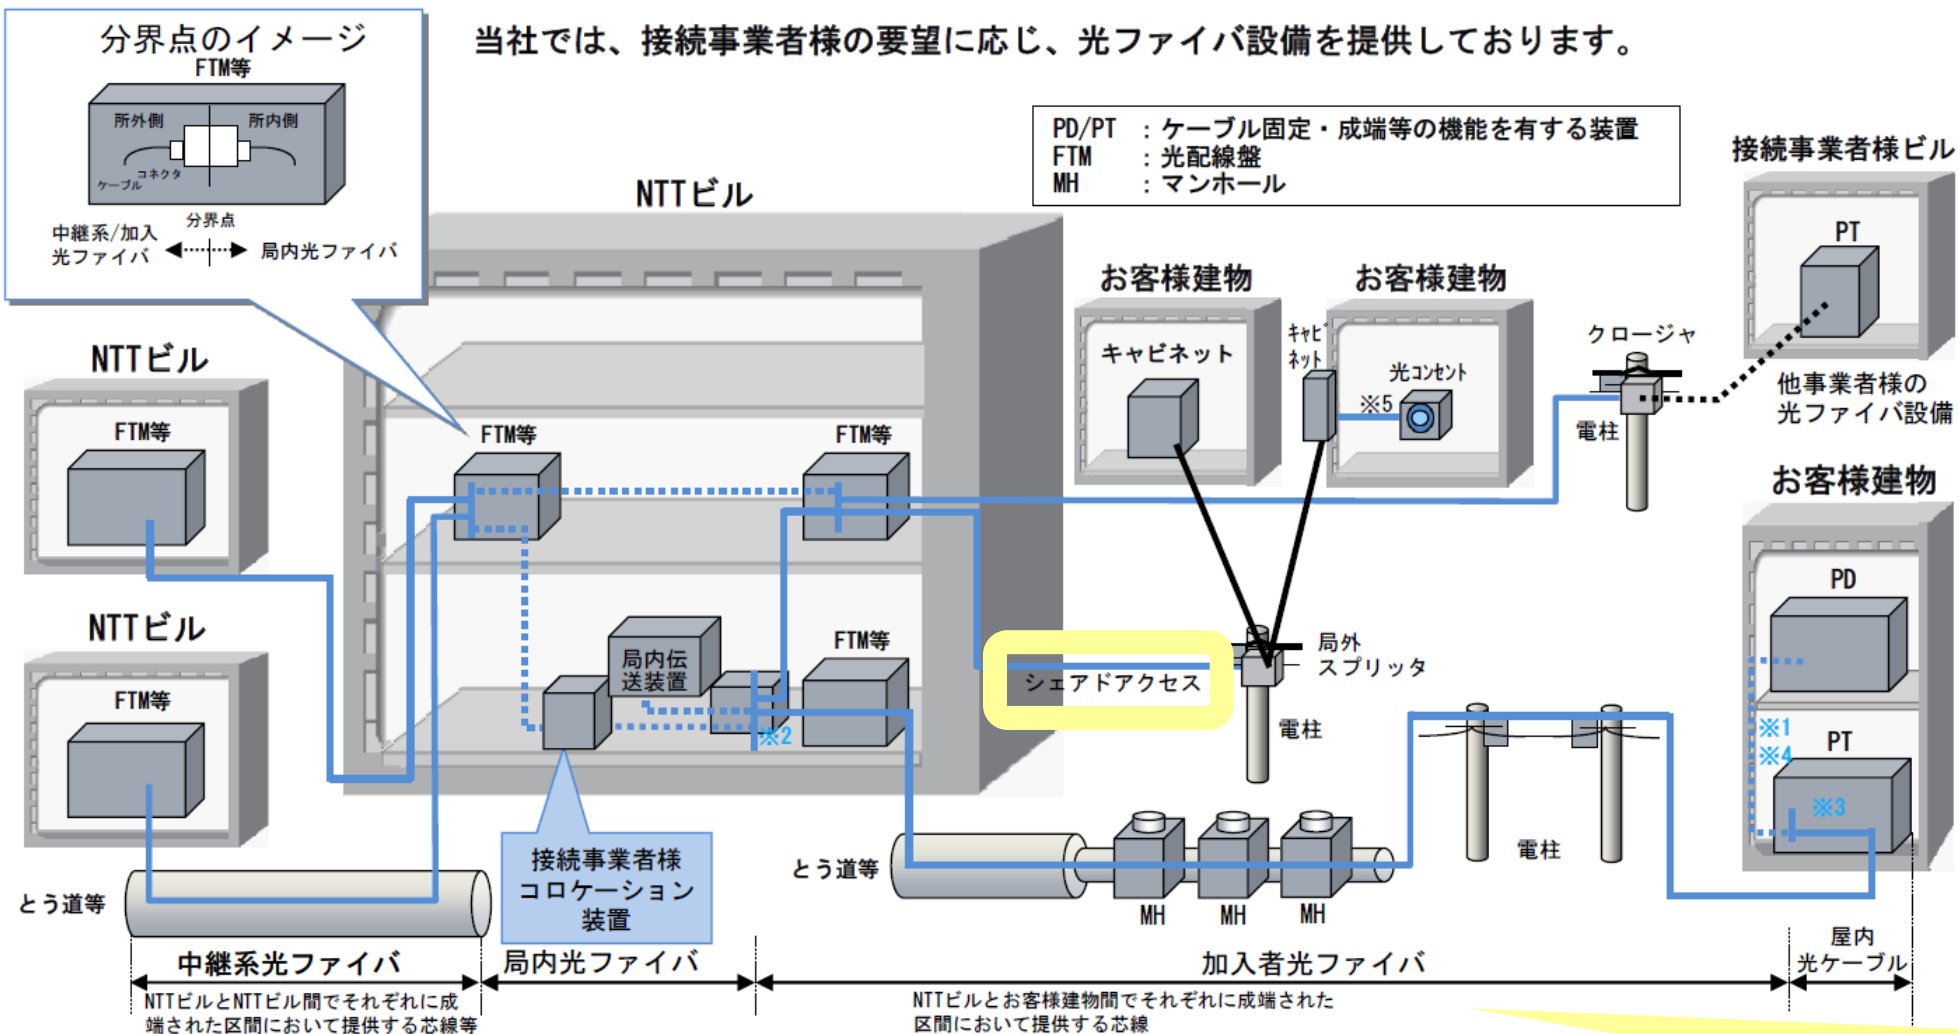 当社では、接続事業者様の要望に応じ、光ファイバ設備を提供しております。
分界点のイメージ
FTM等
所外側
所内側
コネクタ
ケーブル
分界点
中継系/加入
光ファイバ
局内光ファイバ
PD/PT ：ケーブル固定・成端等の機能を有する装置
FTM ：光配線盤
MH ：マンホール
NTTビル
接続事業者様ビル
PT
お客様建物
キャビネット
お客様建物
キャビ
ネット
光コンセント
※5
クロージャ
電柱
他事業者様の
光ファイバ設備
NTTビル
FTM等
FTM等
FTM等
お客様建物
PD
※1
※4
PT
※3
NTTビル
FTM等
局内伝
送装置
FTM等
※2
シェアドアクセス
局外
スプリッタ
電柱
電柱
接続事業者様
コロケーション
装置
とう道等
とう道等
MH
MH
MH
中継系光ファイバ
局内光ファイバ
加入者光ファイバ
屋内
光ケーブル
NTTビルとNTTビル間でそれぞれに成
端された区間において提供する芯線等
NTTビルとお客様建物間でそれぞれに成端された
区間において提供する芯線